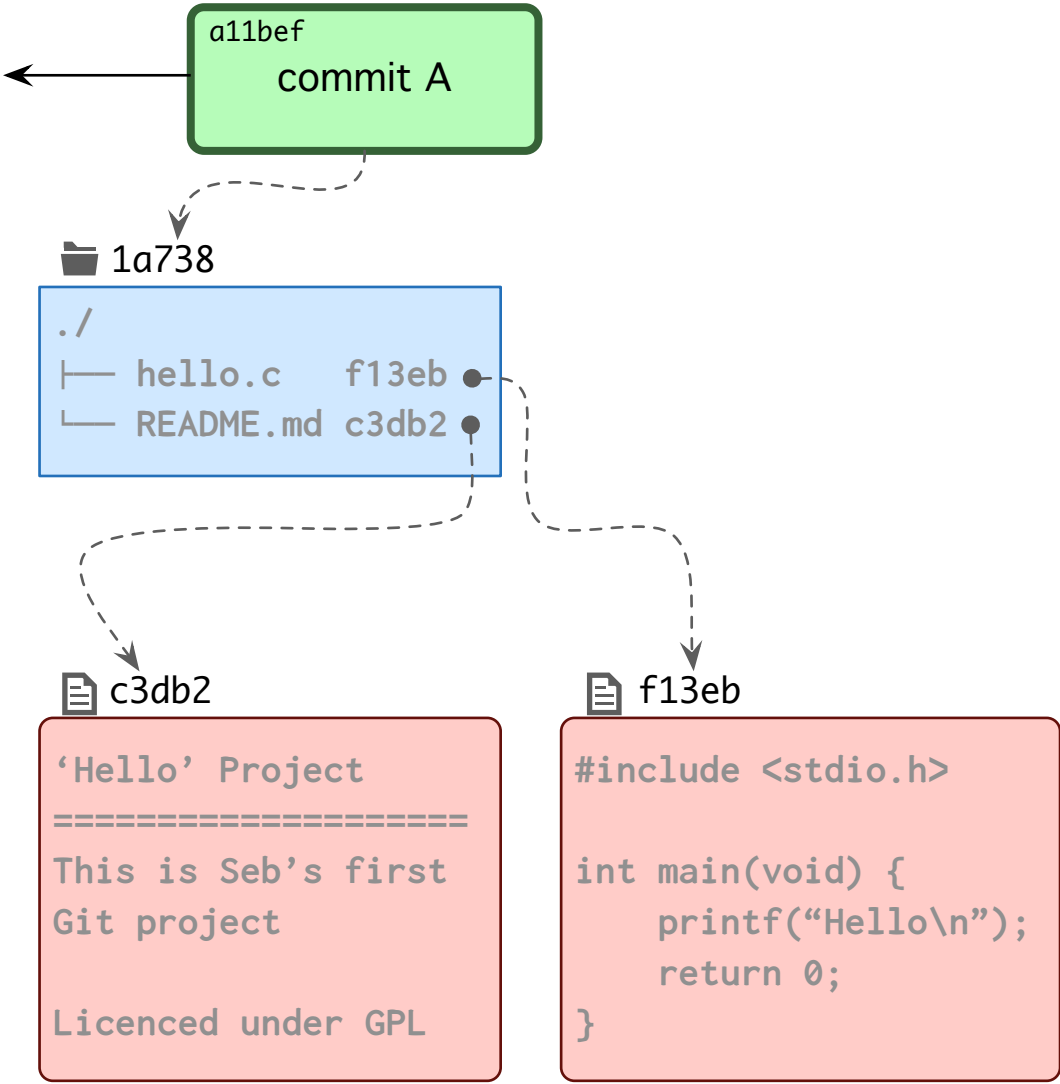 a11bef
commit A
1a738
./
├── hello.c   f13eb
└── README.md c3db2
c3db2
‘Hello’ Project
====================
This is Seb’s first
Git project
Licenced under GPL
f13eb
#include <stdio.h>
int main(void) {
    printf(“Hello\n”);
    return 0;
}